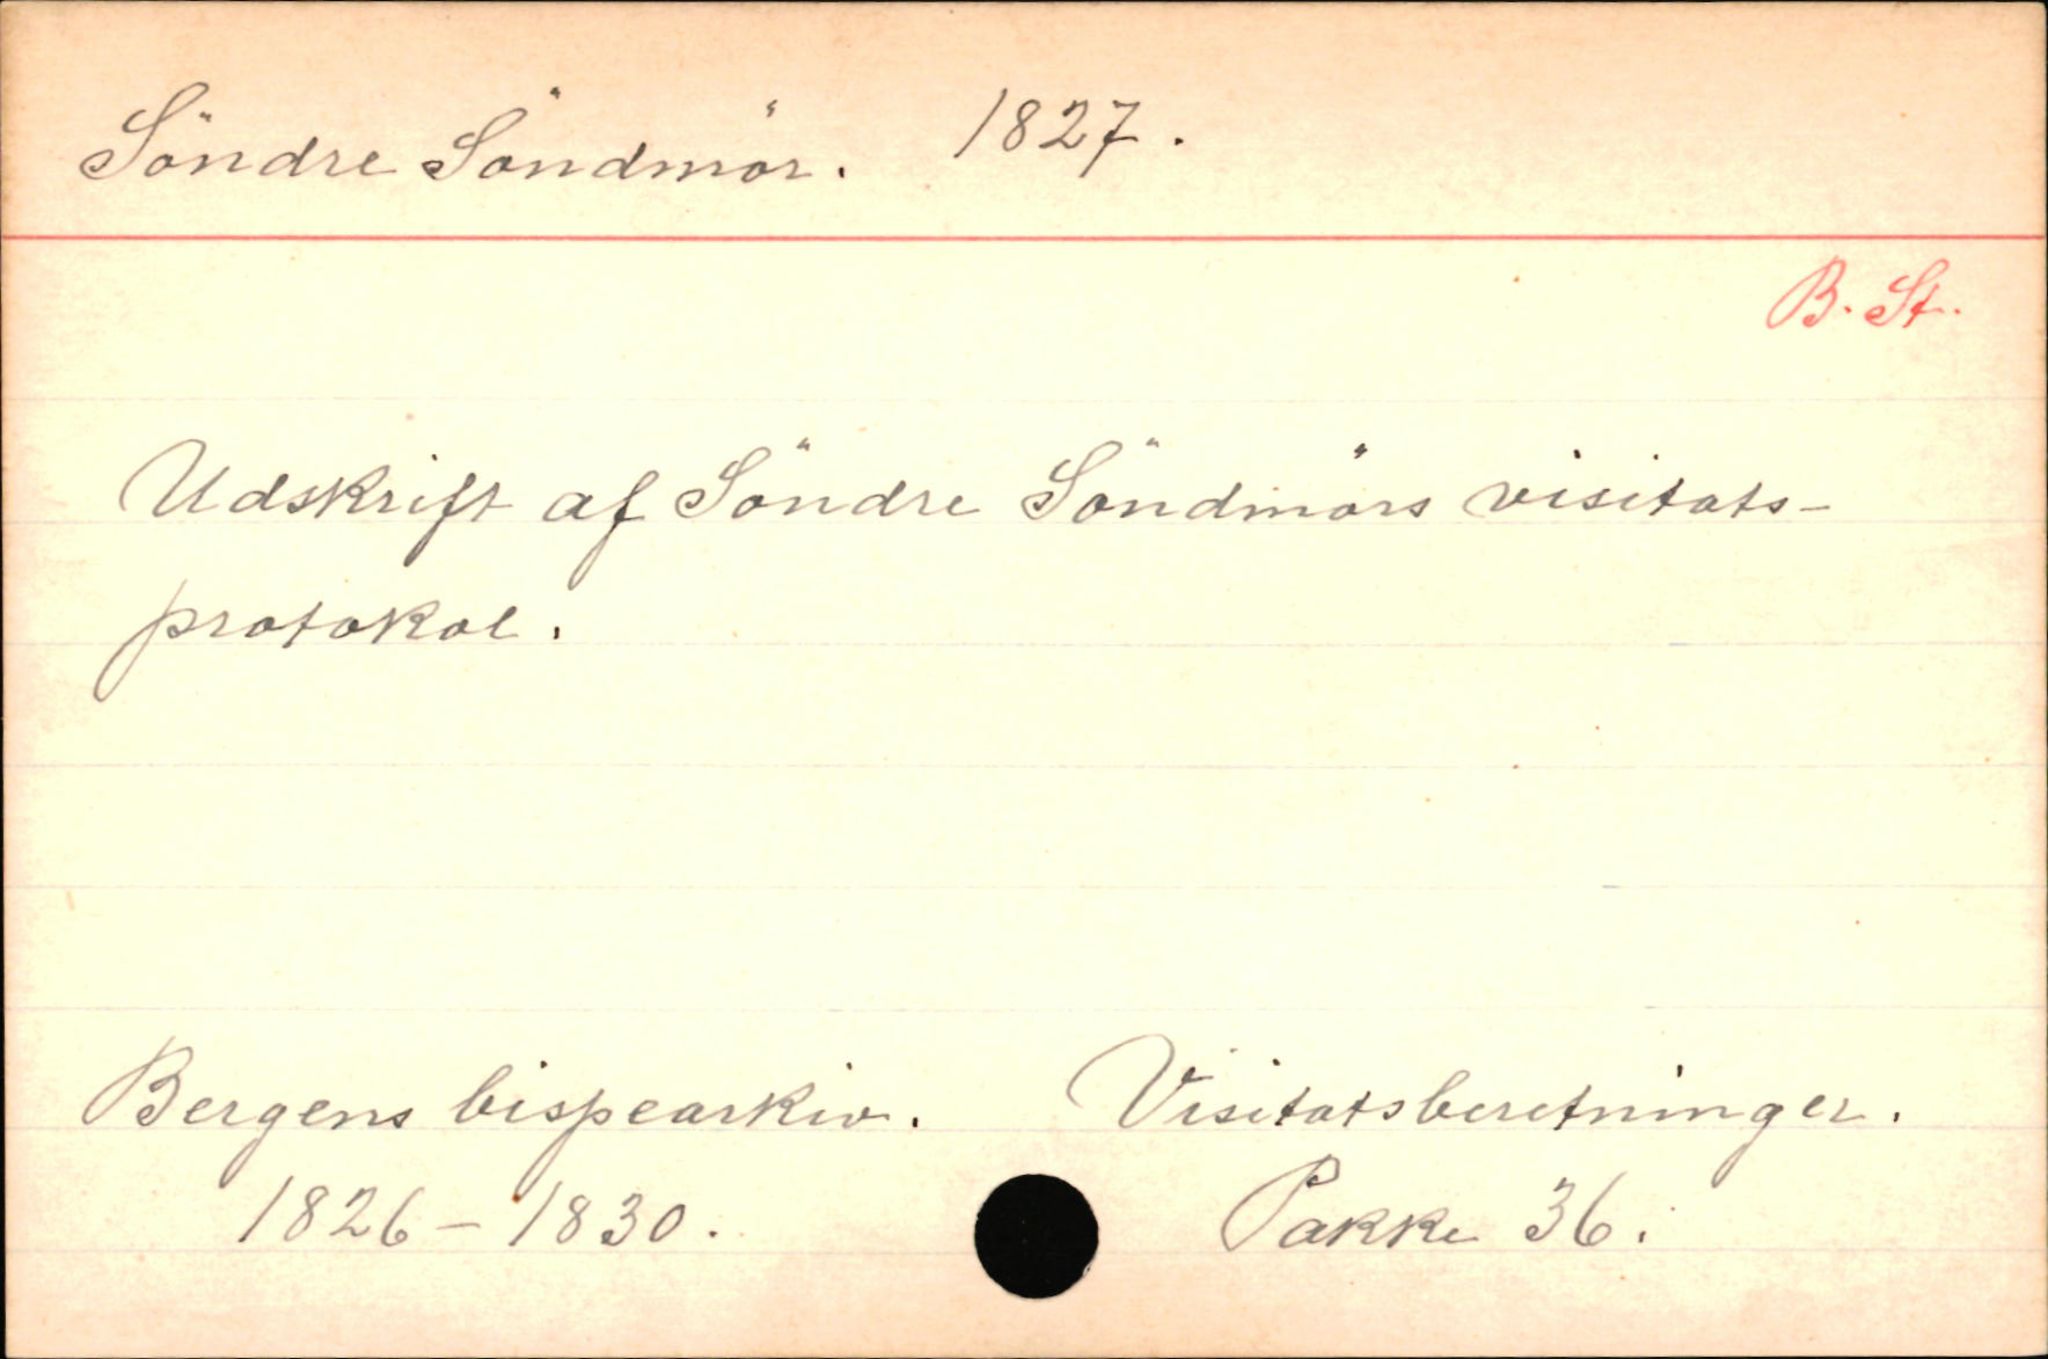 Söndre Söndmör. 1827.
B. St.
Udskrift af Söndre Söndmörs visitats-
protokol.
Bergens bispearkiv. Visitatsberetninger.
1826-1830. Pakke 36.